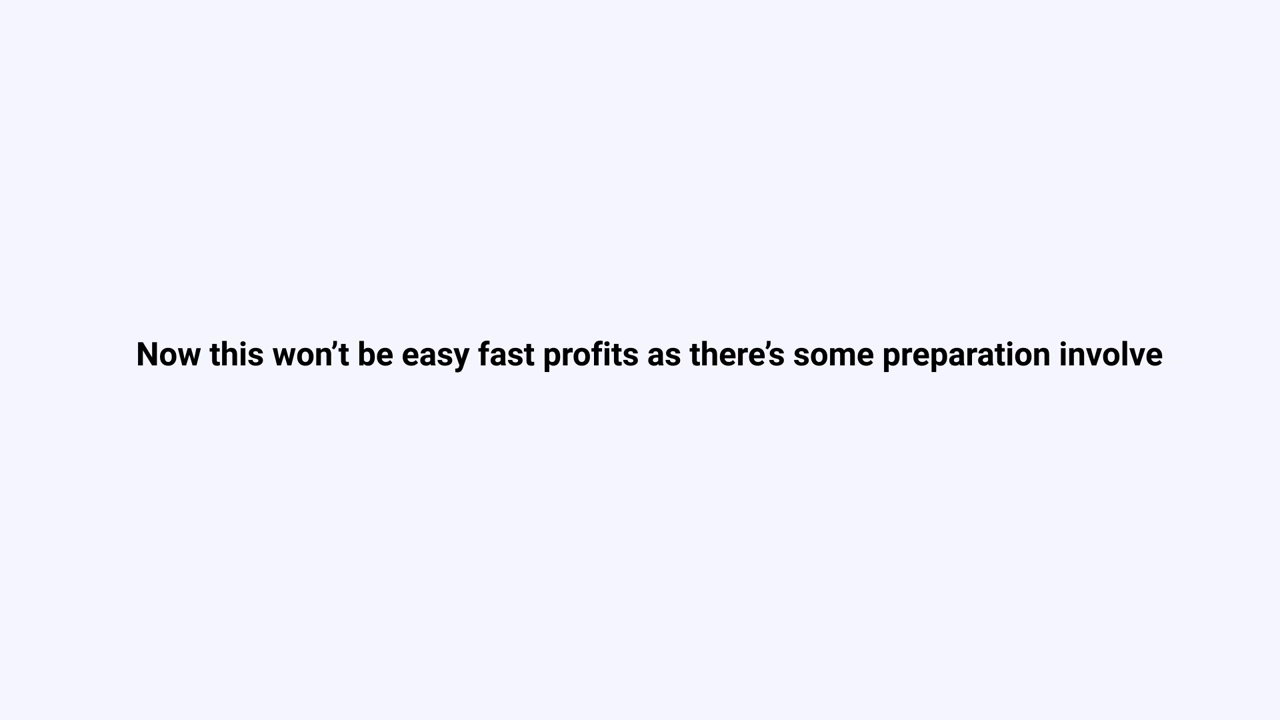 Now this won’t be easy fast profits as there’s some preparation involve